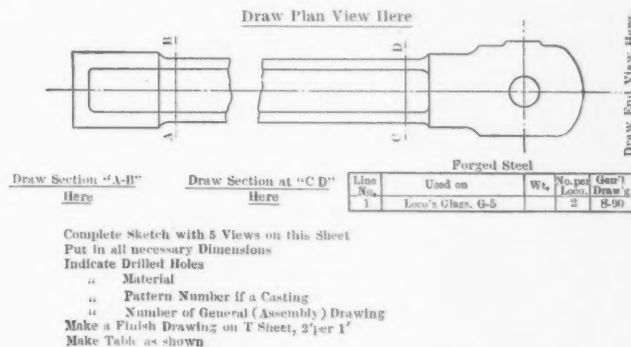 Draw Plan View Here
B
D
A
C
Draw End View Here
Draw Section "A-B"
Here
Draw Section at "C D"
Here
Forged Steel
Line No. Used on Wt. No. per Loco. Gen'l Draw'g
1 Loco's Glass. G-5 2 8-90
Complete Sketch with 5 Views on this Sheet
Put in all necessary Dimensions
Indicate Drilled Holes
" Material
" Pattern Number if a Casting
" Number of General (Assembly) Drawing
Make a Finish Drawing on T Sheet, 2' per 1'
Make Table as shown